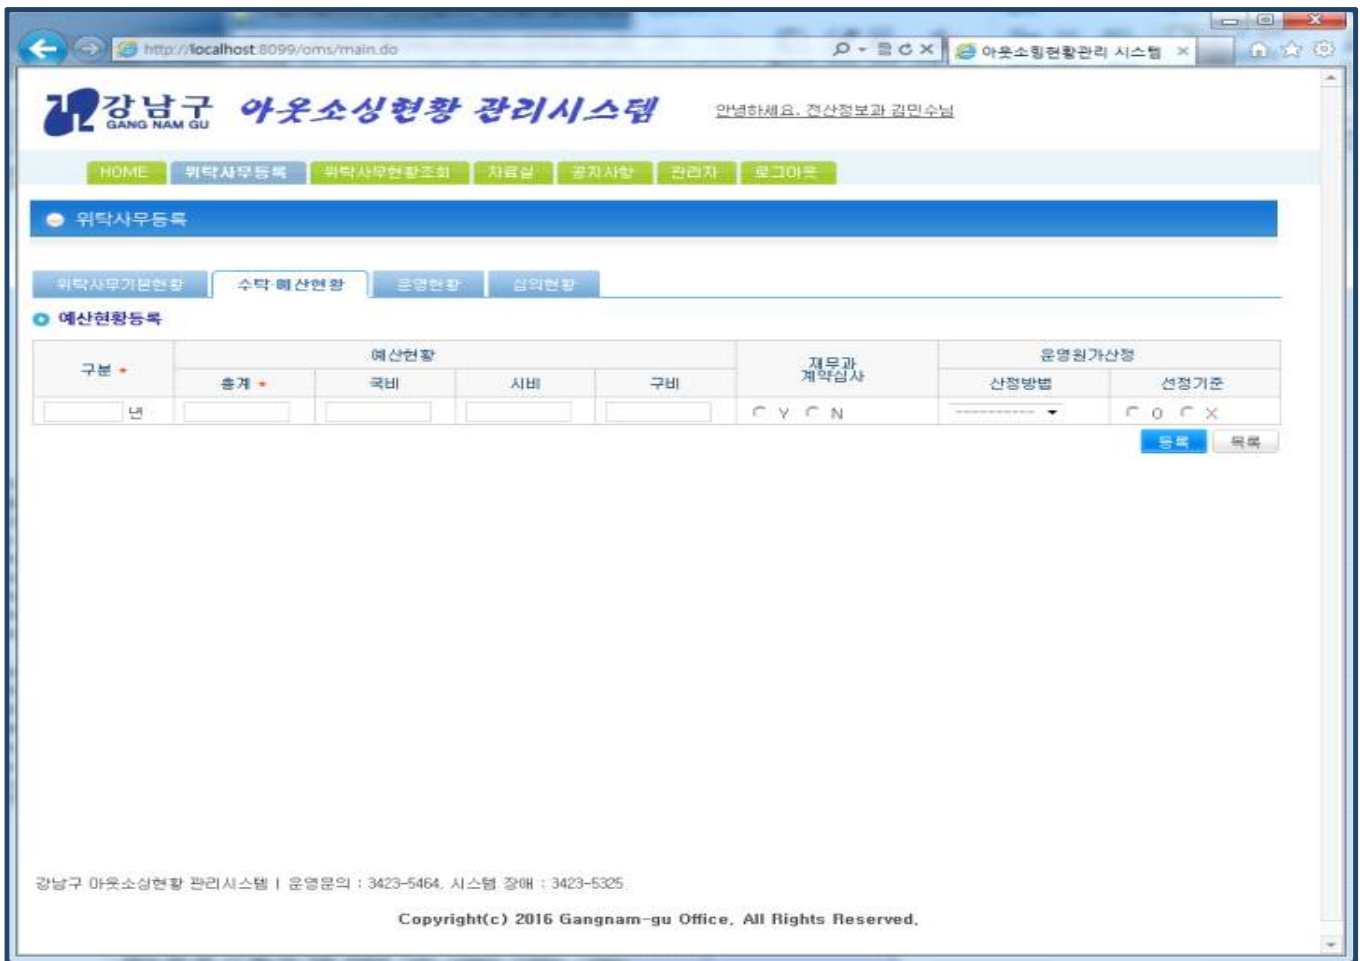 http://localhost:8099/oms/main.do
아웃소힝현황관리 시스템
강남구
GANG NAM GU
아웃소싱현황 관리시스템
안녕하세요. 전산정보과 김민수님
HOME 위탁사무등록 위탁사무현황조회 자료실 공지사항 관리자 로그아웃
위탁사무등록
위탁사무기본현황 수탁·예산현황 운영현황 심의현황
예산현황등록
구분 * 예산현황 재무과 계약심사 운영원가산정
총계 * 국비 시비 구비 산정방법 선정기준
년 Y N ---------- O X
등록 목록
강남구 아웃소싱현황 관리시스템 | 운영문의 : 3423-5464, 시스템 장애 : 3423-5325
Copyright(c) 2016 Gangnam-gu Office, All Rights Reserved.